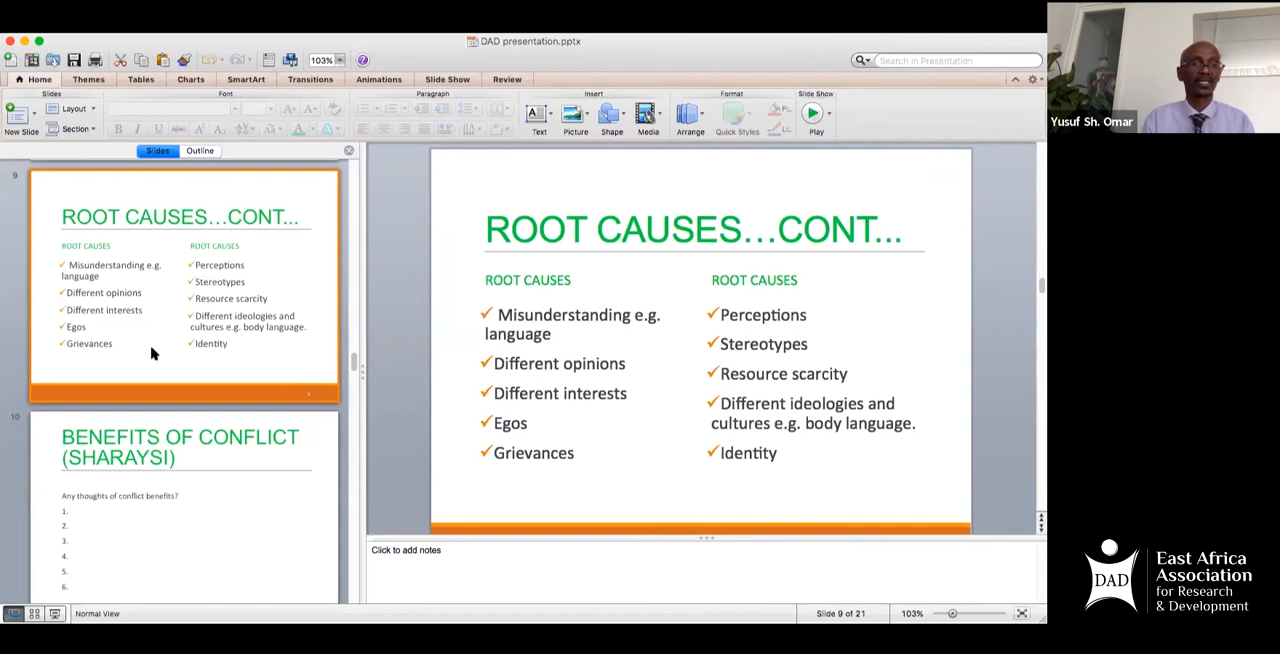 DAD presentation.pptx
103%
Search in Presentation
Home Themes Tables Charts SmartArt Transitions Animations Slide Show Review
Slides Font Paragraph Insert Format Slide Show
New Slide
Layout
Section
B I U ABC A A
Text Picture Shape Media Arrange Quick Styles Play
Slides Outline
9
ROOT CAUSES…CONT...
ROOT CAUSES
✓ Misunderstanding e.g.
language
✓Different opinions
✓Different interests
✓Egos
✓Grievances
ROOT CAUSES
✓Perceptions
✓Stereotypes
✓Resource scarcity
✓Different ideologies and
cultures e.g. body language.
✓Identity
10
BENEFITS OF CONFLICT
(SHARAYSI)
Any thoughts of conflict benefits?
1.
2.
3.
4.
5.
6.
ROOT CAUSES…CONT...
ROOT CAUSES
✓ Misunderstanding e.g.
language
✓Different opinions
✓Different interests
✓Egos
✓Grievances
ROOT CAUSES
✓Perceptions
✓Stereotypes
✓Resource scarcity
✓Different ideologies and
cultures e.g. body language.
✓Identity
Click to add notes
Normal View
Slide 9 of 21
103%
Yusuf Sh. Omar
DAD
East Africa
Association
for Research
& Development